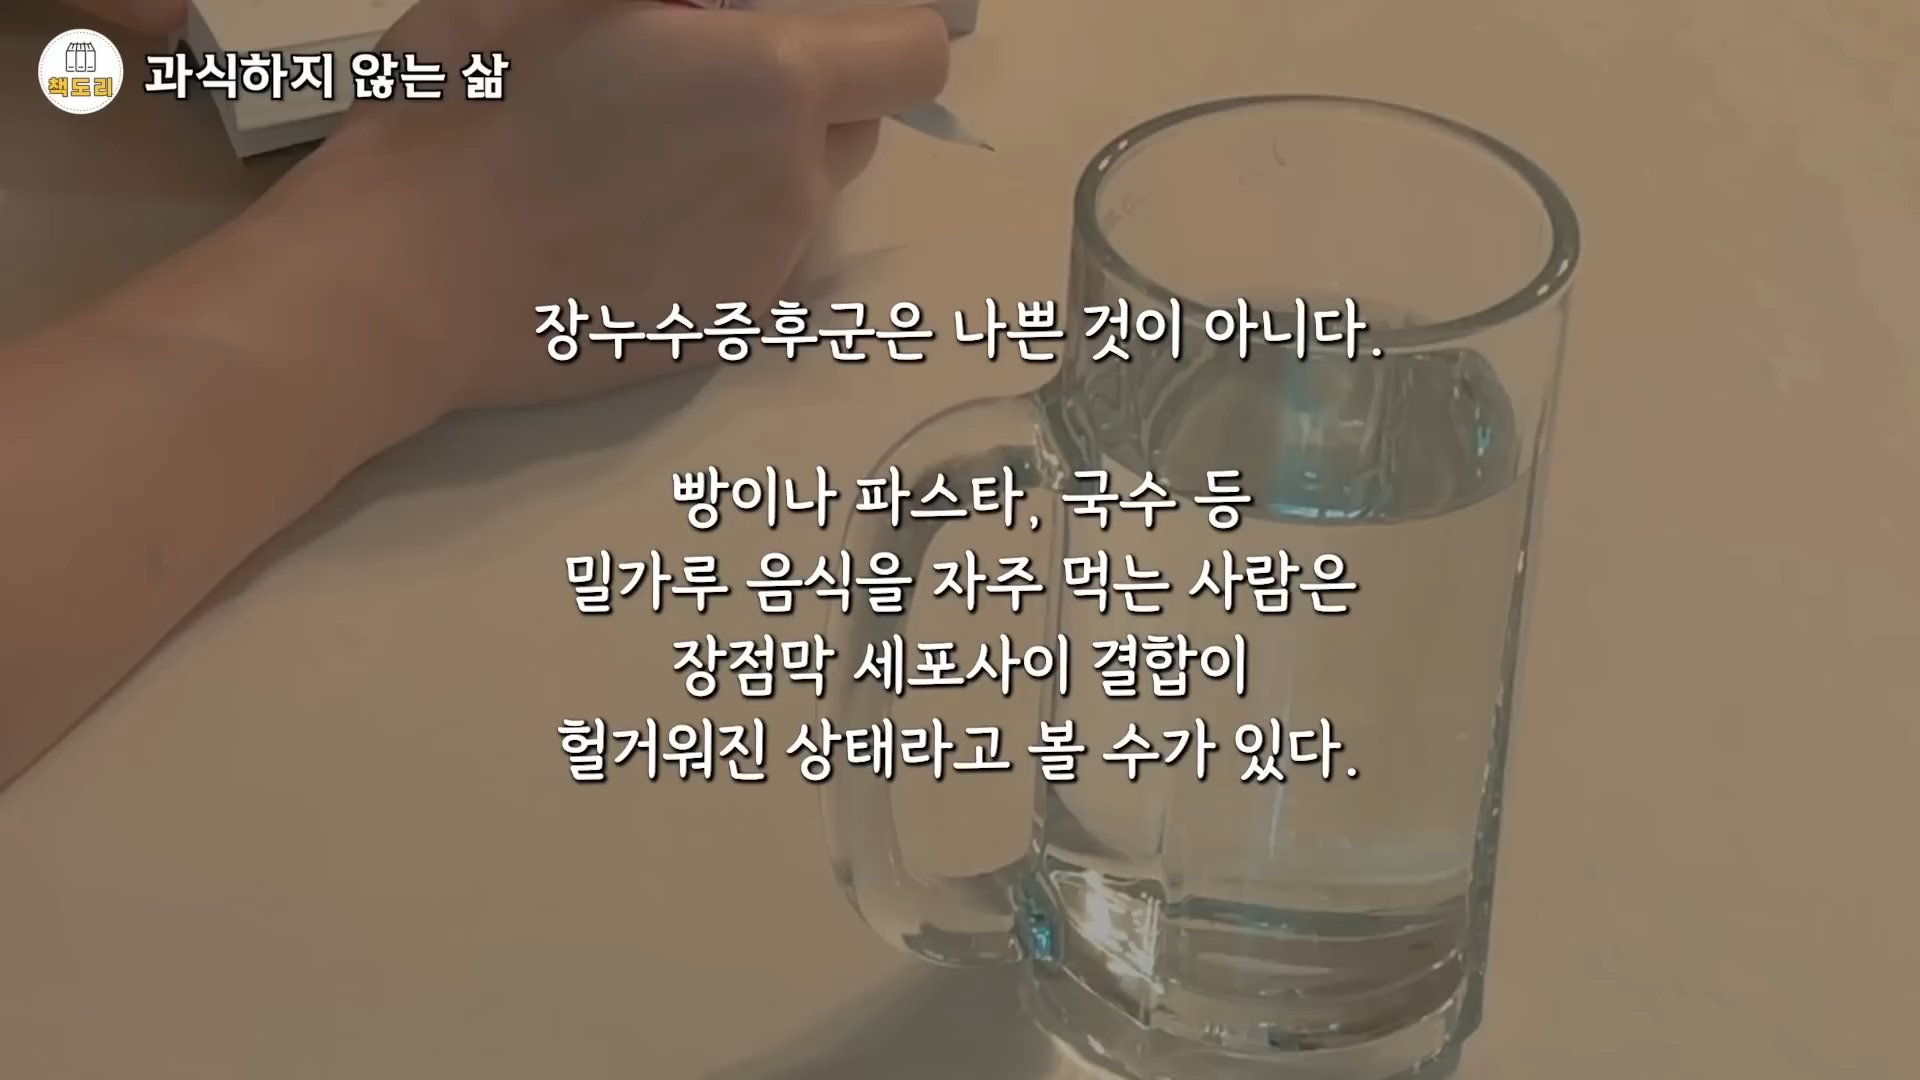 책도리
과식하지 않는 삶
장누수증후군은 나쁜 것이 아니다.
빵이나 파스타, 국수 등
밀가루 음식을 자주 먹는 사람은
장점막 세포사이 결합이
헐거워진 상태라고 볼 수가 있다.